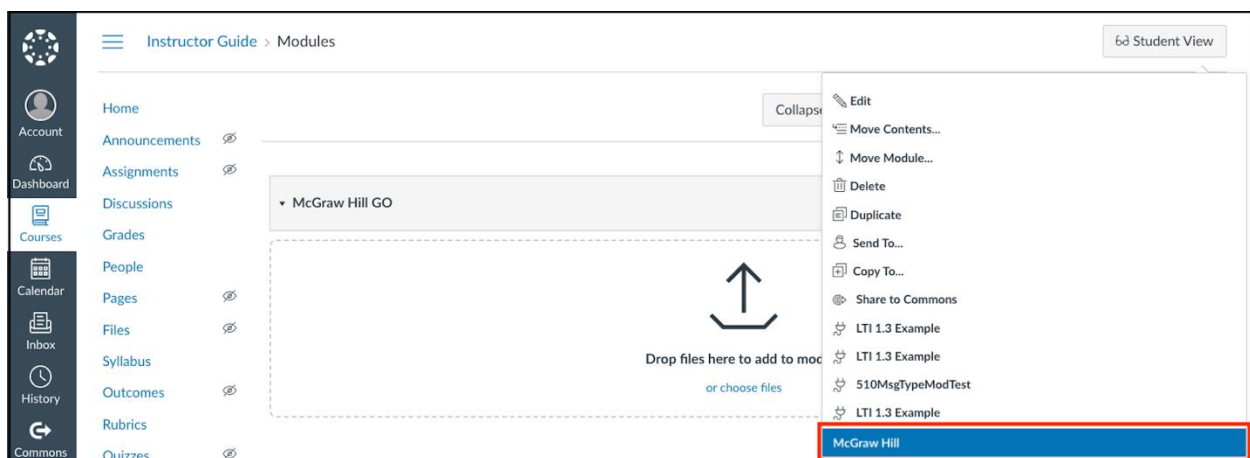 Instructor Guide > Modules
Student View
Account
Dashboard
Courses
Calendar
Inbox
History
Commons
Home
Announcements
Assignments
Discussions
Grades
People
Pages
Files
Syllabus
Outcomes
Rubrics
Quizzes
Collapse
McGraw Hill GO
Drop files here to add to mod
or choose files
Edit
Move Contents...
Move Module...
Delete
Duplicate
Send To...
Copy To...
Share to Commons
LTI 1.3 Example
LTI 1.3 Example
510MsgTypeModTest
LTI 1.3 Example
McGraw Hill